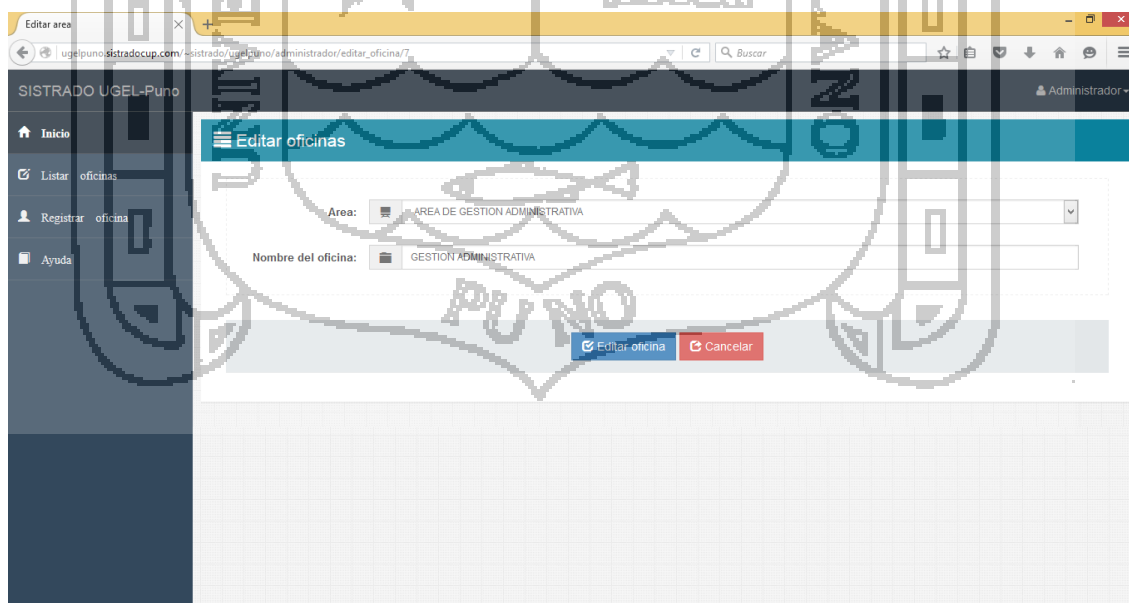 Editar area
ugelpuno.sistradocup.com/~sistrado/ugelpuno/administrador/editar_oficina/7
Buscar
SISTRADO UGEL-Puno
Administrador
Inicio
Editar oficinas
Listar oficinas
Registrar oficina
Ayuda
Area:
AREA DE GESTION ADMINISTRATIVA
Nombre del oficina:
GESTION ADMINISTRATIVA
Editar oficina
Cancelar
PUNO